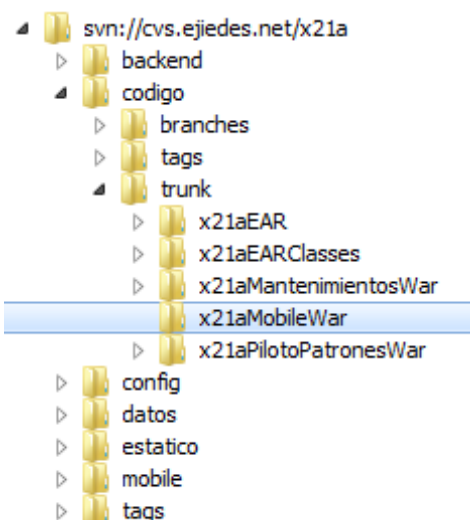 svn://cvs.ejiedes.net/x21a
backend
codigo
branches
tags
trunk
x21aEAR
x21aEARClasses
x21aMantenimientosWar
x21aMobileWar
x21aPilotoPatronesWar
config
datos
estatico
mobile
tags